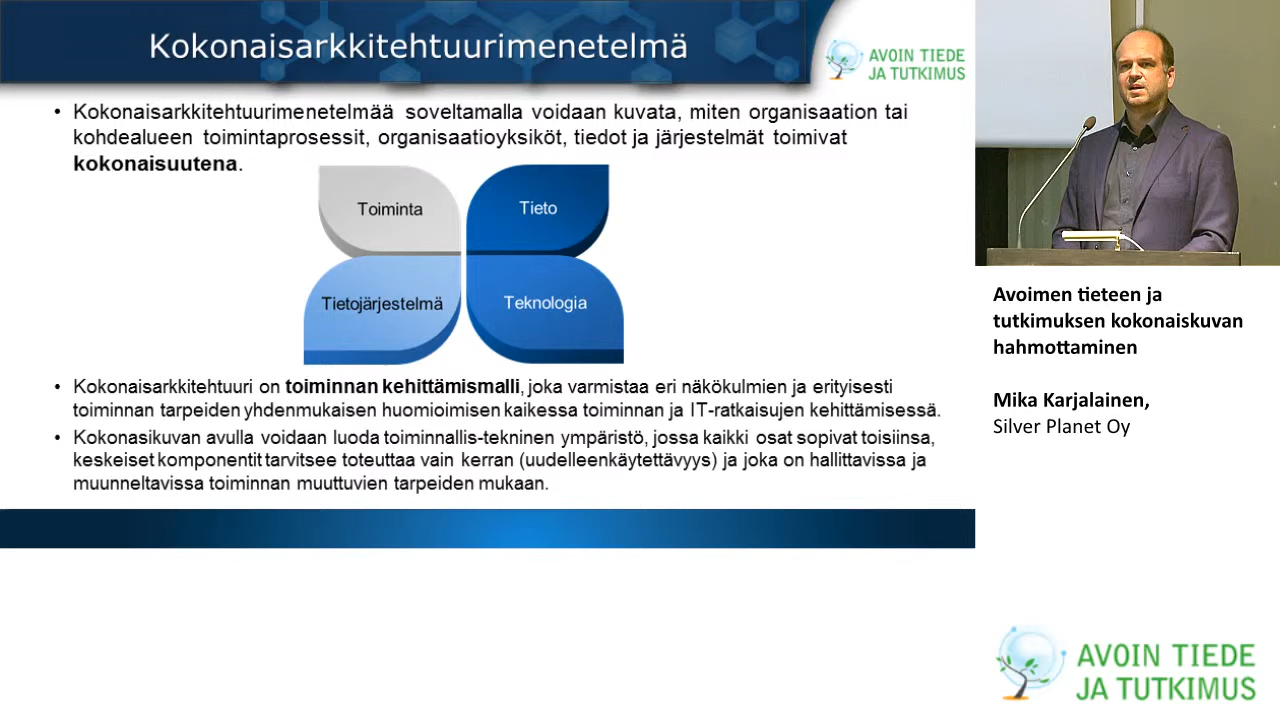 Kokonaisarkkitehtuurimenetelmä
AVOIN TIEDE
JA TUTKIMUS
• Kokonaisarkkitehtuurimenetelmää soveltamalla voidaan kuvata, miten organisaation tai
kohdealueen toimintaprosessit, organisaatioyksiköt, tiedot ja järjestelmät toimivat
kokonaisuutena.
Toiminta
Tieto
Tietojärjestelmä
Teknologia
• Kokonaisarkkitehtuuri on toiminnan kehittämismalli, joka varmistaa eri näkökulmien ja erityisesti
toiminnan tarpeiden yhdenmukaisen huomioimisen kaikessa toiminnan ja IT-ratkaisujen kehittämisessä.
• Kokonasikuvan avulla voidaan luoda toiminnallis-tekninen ympäristö, jossa kaikki osat sopivat toisiinsa,
keskeiset komponentit tarvitsee toteuttaa vain kerran (uudelleenkäytettävyys) ja joka on hallittavissa ja
muunneltavissa toiminnan muuttuvien tarpeiden mukaan.
Avoimen tieteen ja
tutkimuksen kokonaiskuvan
hahmottaminen
Mika Karjalainen,
Silver Planet Oy
AVOIN TIEDE
JA TUTKIMUS